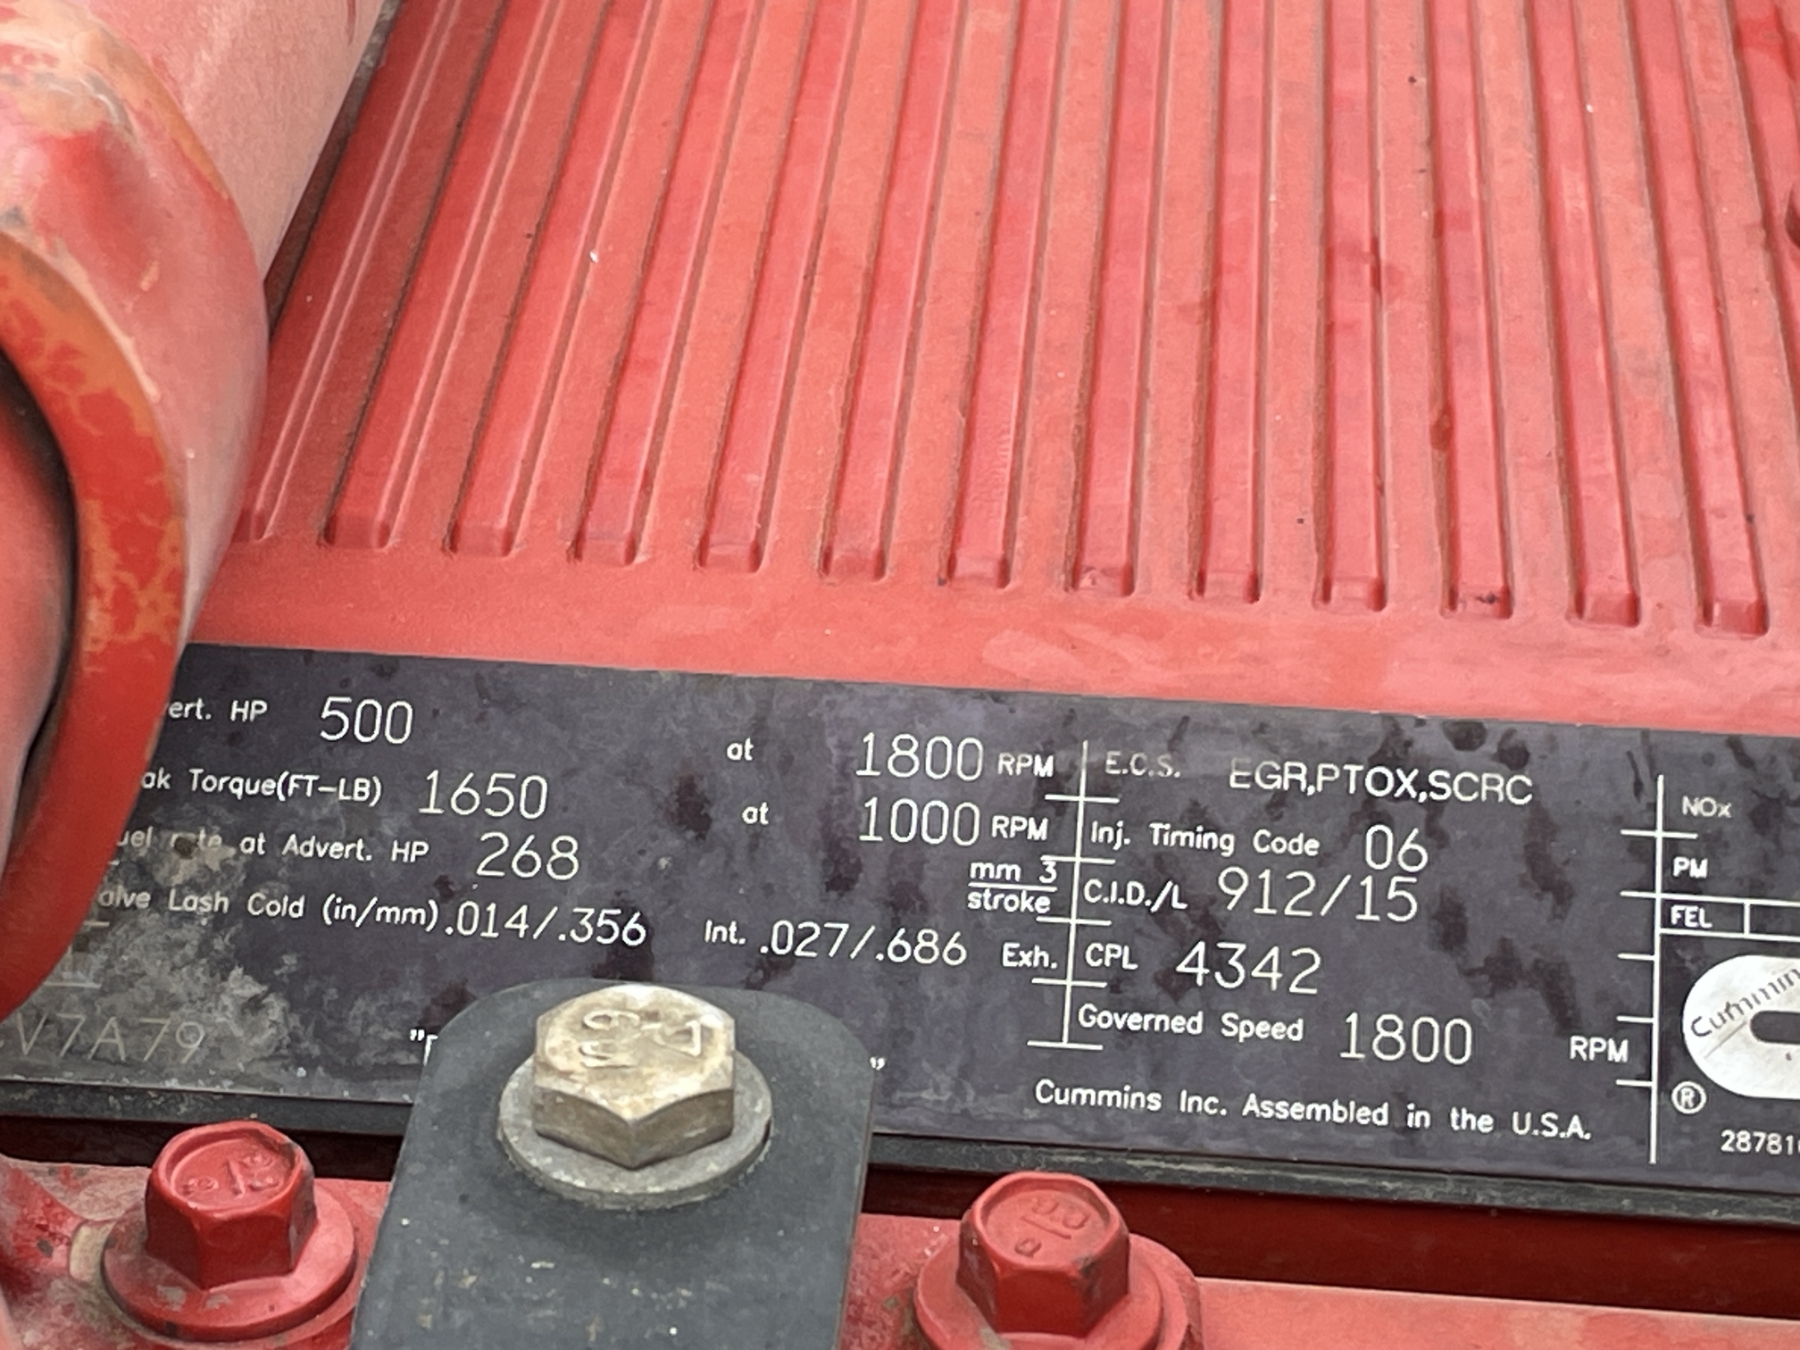 ert. HP 500 at 1800 RPM
ak Torque(FT-LB) 1650 at 1000 RPM
uel rate at Advert. HP 268 mm 3 stroke
alve Lash Cold (in/mm) .014/.356 Int. .027/.686 Exh.
V7A79
E.C.S. EGR,PTOX,SCRC
Inj. Timing Code 06
C.I.D./L 912/15
CPL 4342
Governed Speed 1800 RPM
Cummins Inc. Assembled in the U.S.A.
NOx
PM
FEL
Cummin
®
28781